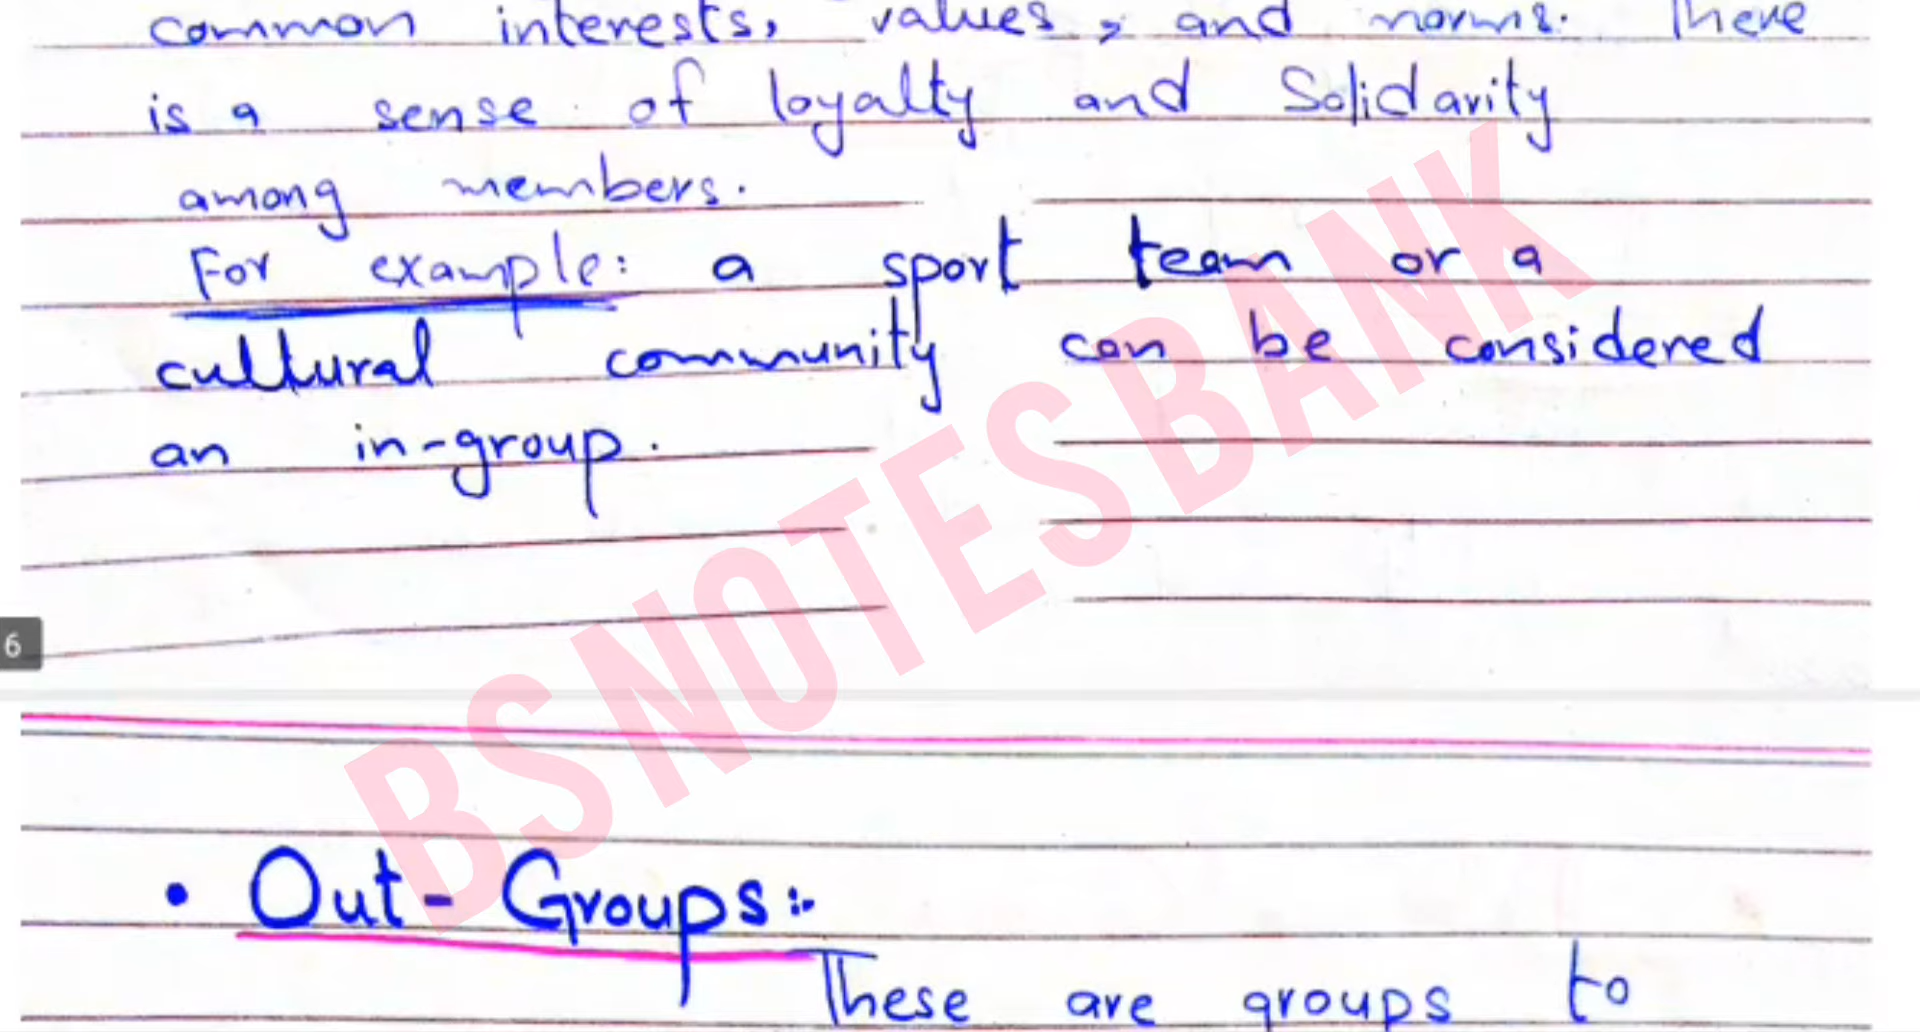 common interests, values, and norms. There
is a sense of loyalty and Solidarity
among members.
For example: a sport team or a
cultural community can be considered
an in-group.
BSNOTESBANK
6
• Out-Groups:-
These are groups to